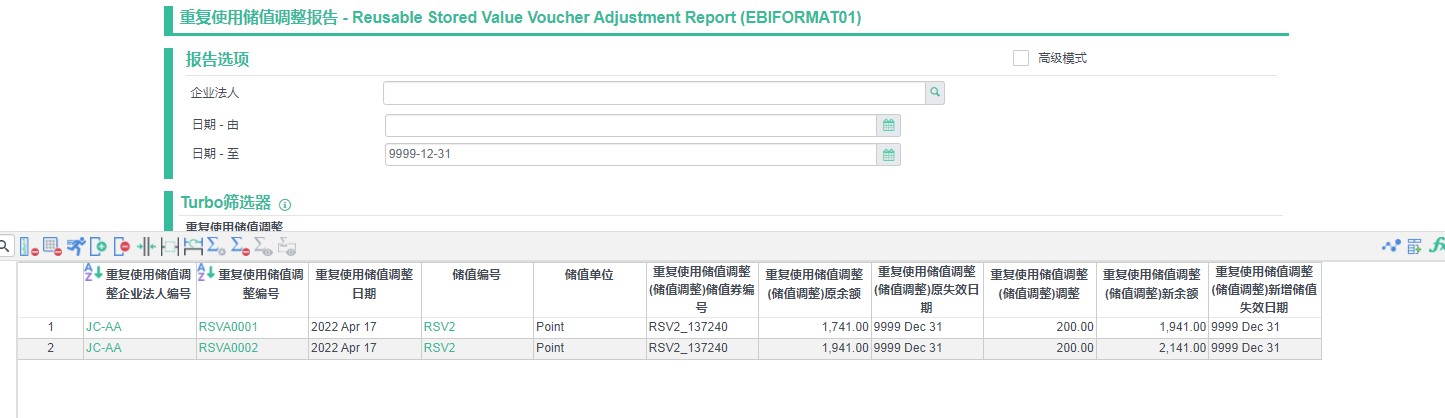 重复使用储值调整报告 - Reusable Stored Value Voucher Adjustment Report (EBIFORMAT01)
报告选项
高级模式
企业法人
日期 - 由
日期 - 至
9999-12-31
Turbo筛选器
重复使用储值调整
重复使用储值调
整企业法人编号
重复使用储值调
整编号
重复使用储值调整
日期
储值编号
储值单位
重复使用储值调整
(储值调整)储值券编
号
重复使用储值调整
(储值调整)原余额
重复使用储值调整
(储值调整)原失效日
期
重复使用储值调整
(储值调整)调整
重复使用储值调整
(储值调整)新余额
重复使用储值调整
(储值调整)新增储值
失效日期
1 JC-AA RSVA0001 2022 Apr 17 RSV2 Point RSV2_137240 1,741.00 9999 Dec 31 200.00 1,941.00 9999 Dec 31
2 JC-AA RSVA0002 2022 Apr 17 RSV2 Point RSV2_137240 1,941.00 9999 Dec 31 200.00 2,141.00 9999 Dec 31